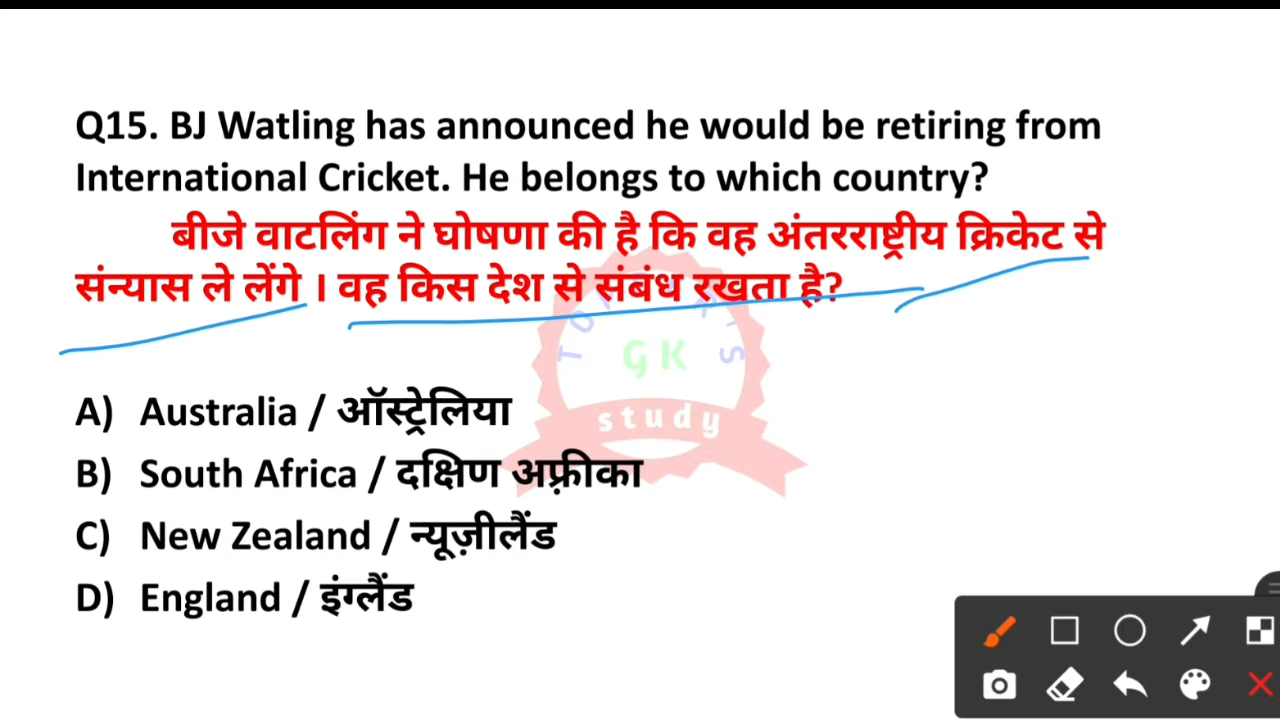 Q15. BJ Watling has announced he would be retiring from
International Cricket. He belongs to which country?
बीजे वाटलिंग ने घोषणा की है कि वह अंतरराष्ट्रीय क्रिकेट से
संन्यास ले लेंगे । वह किस देश से संबंध रखता है?
GK
study
A) Australia / ऑस्ट्रेलिया
B) South Africa / दक्षिण अफ़्रीका
C) New Zealand / न्यूज़ीलैंड
D) England / इंग्लैंड